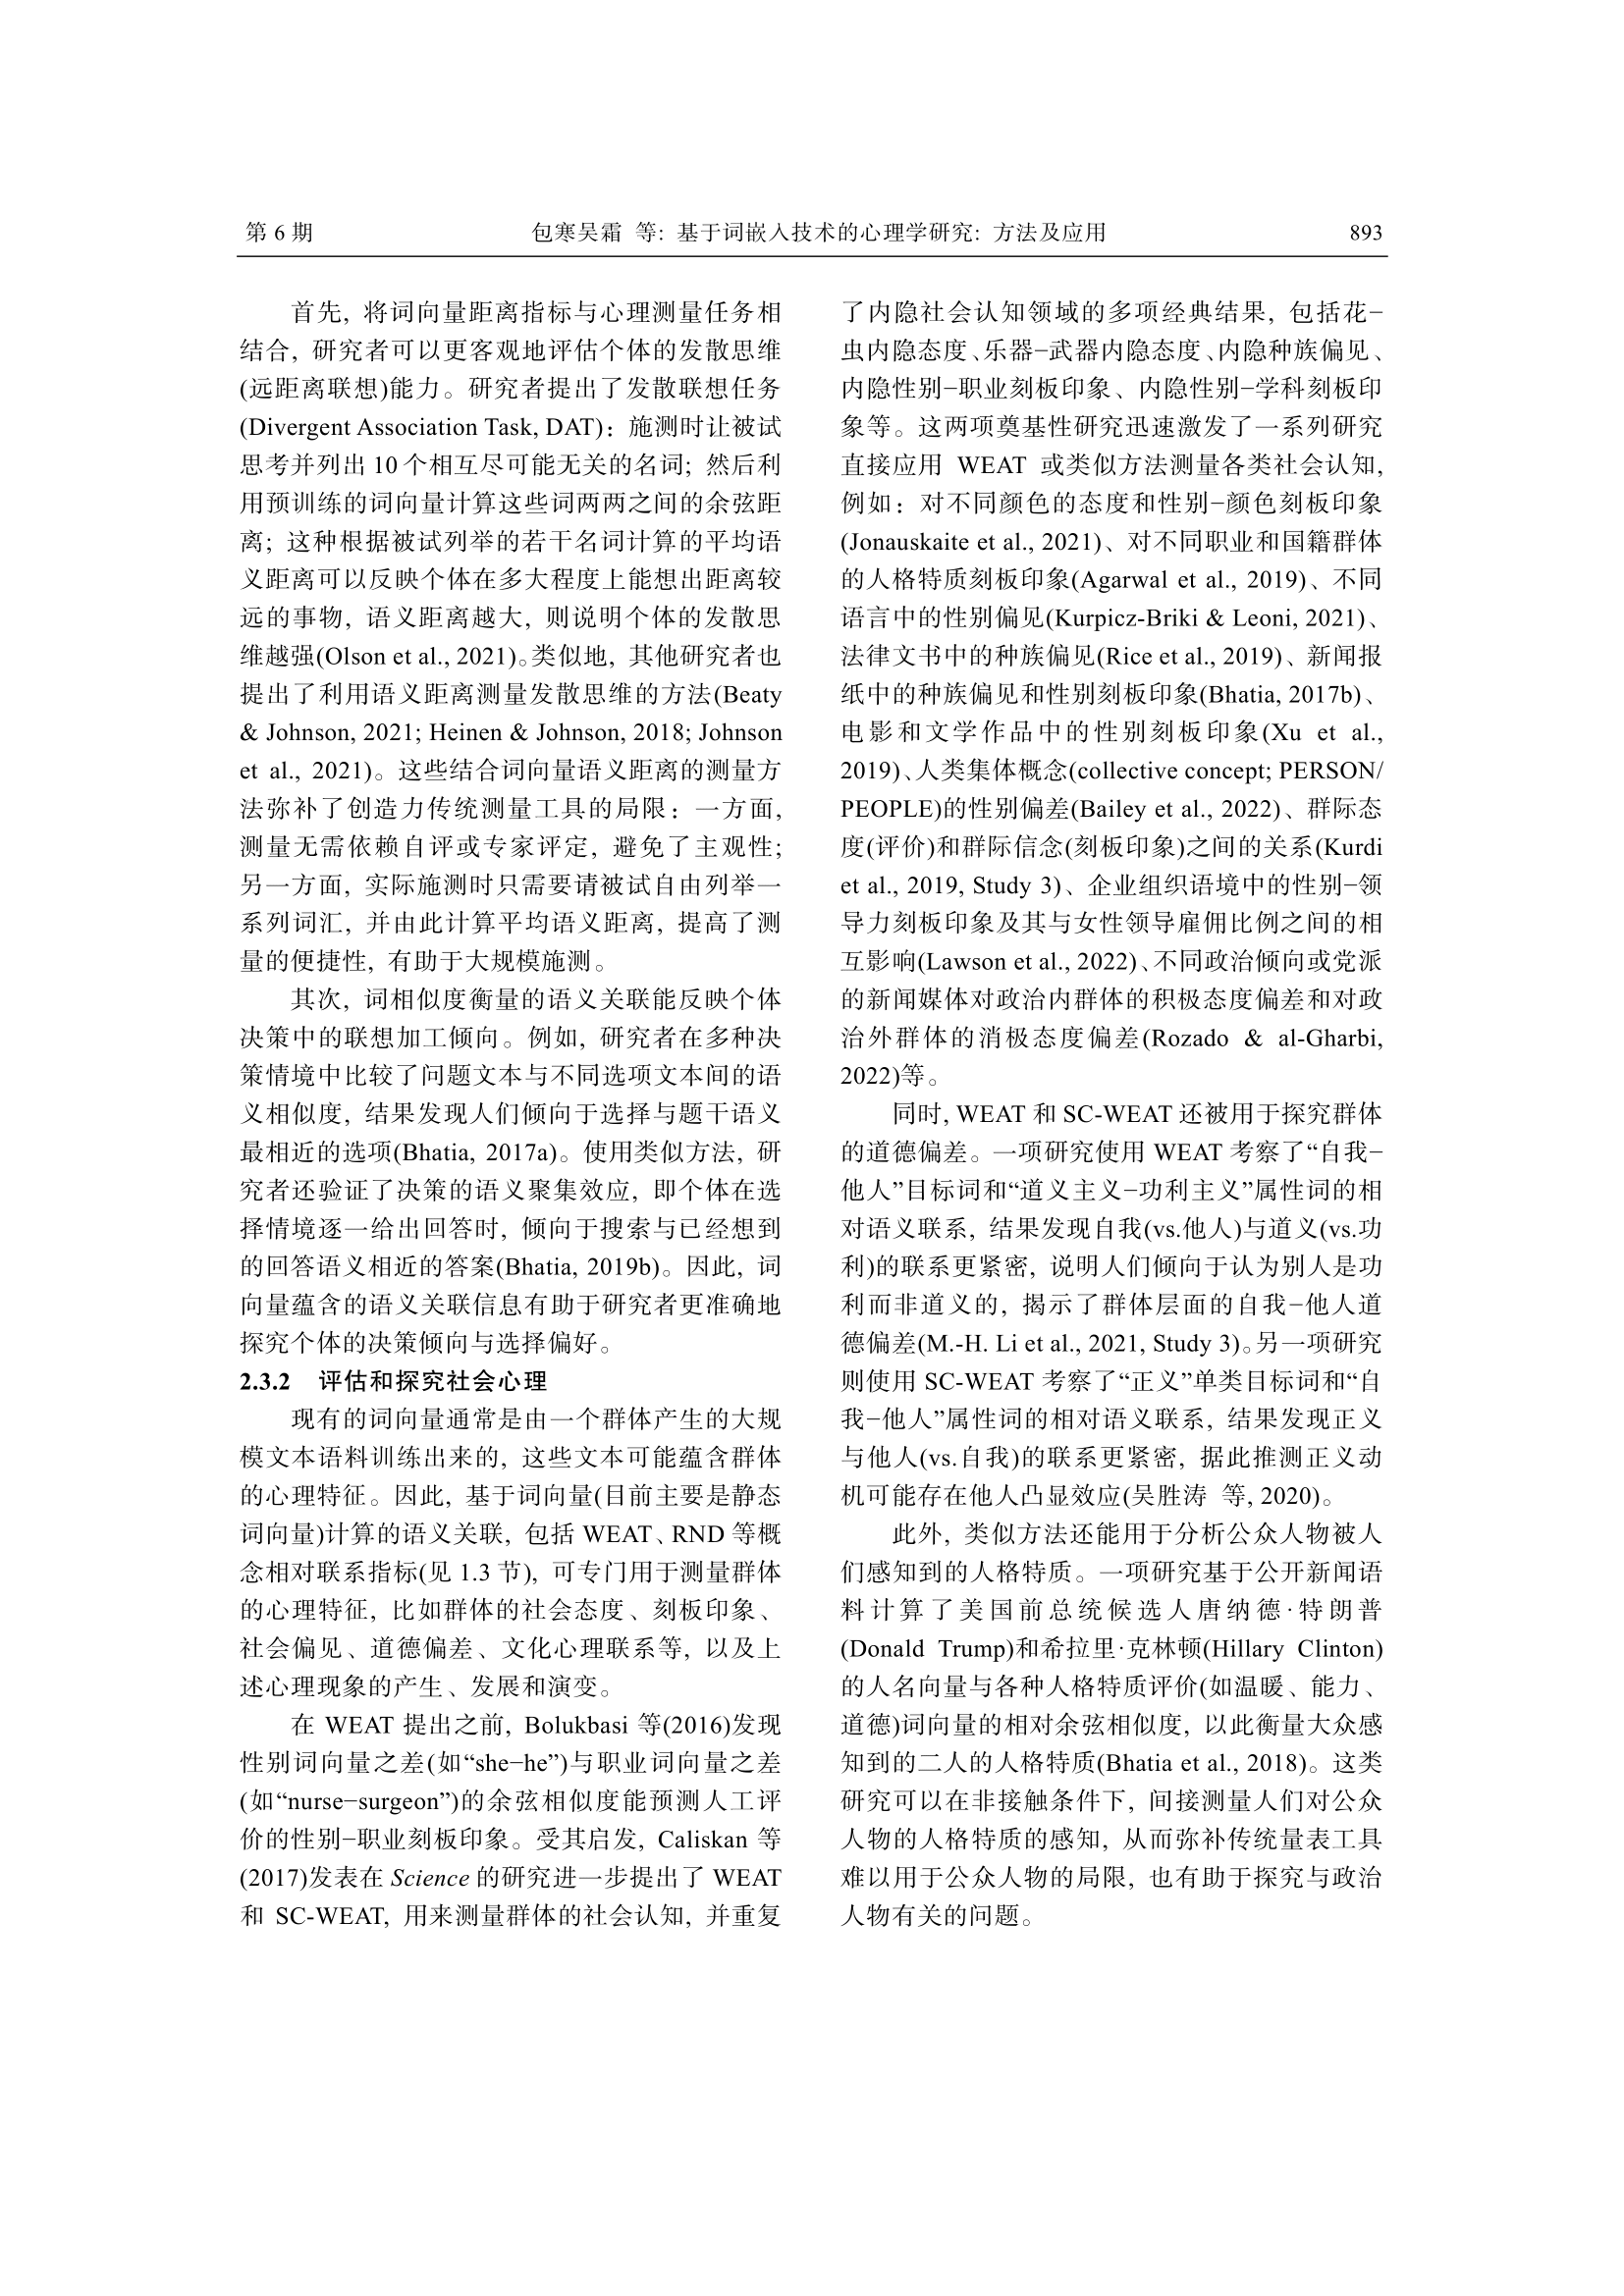 第 6 期
包寒吴霜 等: 基于词嵌入技术的心理学研究: 方法及应用
893
首先, 将词向量距离指标与心理测量任务相
结合, 研究者可以更客观地评估个体的发散思维
(远距离联想)能力。研究者提出了发散联想任务
(Divergent Association Task, DAT): 施测时让被试
思考并列出 10 个相互尽可能无关的名词; 然后利
用预训练的词向量计算这些词两两之间的余弦距
离; 这种根据被试列举的若干名词计算的平均语
义距离可以反映个体在多大程度上能想出距离较
远的事物, 语义距离越大, 则说明个体的发散思
维越强(Olson et al., 2021)。类似地, 其他研究者也
提出了利用语义距离测量发散思维的方法(Beaty
& Johnson, 2021; Heinen & Johnson, 2018; Johnson
et al., 2021)。这些结合词向量语义距离的测量方
法弥补了创造力传统测量工具的局限: 一方面,
测量无需依赖自评或专家评定, 避免了主观性;
另一方面, 实际施测时只需要请被试自由列举一
系列词汇, 并由此计算平均语义距离, 提高了测
量的便捷性, 有助于大规模施测。
其次, 词相似度衡量的语义关联能反映个体
决策中的联想加工倾向。例如, 研究者在多种决
策情境中比较了问题文本与不同选项文本间的语
义相似度, 结果发现人们倾向于选择与题干语义
最相近的选项(Bhatia, 2017a)。使用类似方法, 研
究者还验证了决策的语义聚集效应, 即个体在选
择情境逐一给出回答时, 倾向于搜索与已经想到
的回答语义相近的答案(Bhatia, 2019b)。因此, 词
向量蕴含的语义关联信息有助于研究者更准确地
探究个体的决策倾向与选择偏好。
2.3.2 评估和探究社会心理
现有的词向量通常是由一个群体产生的大规
模文本语料训练出来的, 这些文本可能蕴含群体
的心理特征。因此, 基于词向量(目前主要是静态
词向量)计算的语义关联, 包括 WEAT、RND 等概
念相对联系指标(见 1.3 节), 可专门用于测量群体
的心理特征, 比如群体的社会态度、刻板印象、
社会偏见、道德偏差、文化心理联系等, 以及上
述心理现象的产生、发展和演变。
在 WEAT 提出之前, Bolukbasi 等(2016)发现
性别词向量之差(如“she−he”)与职业词向量之差
(如“nurse−surgeon”)的余弦相似度能预测人工评
价的性别−职业刻板印象。受其启发, Caliskan 等
(2017)发表在 Science 的研究进一步提出了 WEAT
和 SC-WEAT, 用来测量群体的社会认知, 并重复
了内隐社会认知领域的多项经典结果, 包括花−
虫内隐态度、乐器−武器内隐态度、内隐种族偏见、
内隐性别−职业刻板印象、内隐性别−学科刻板印
象等。这两项奠基性研究迅速激发了一系列研究
直接应用 WEAT 或类似方法测量各类社会认知,
例如: 对不同颜色的态度和性别−颜色刻板印象
(Jonauskaite et al., 2021)、对不同职业和国籍群体
的人格特质刻板印象(Agarwal et al., 2019)、不同
语言中的性别偏见(Kurpicz-Briki & Leoni, 2021)、
法律文书中的种族偏见(Rice et al., 2019)、新闻报
纸中的种族偏见和性别刻板印象(Bhatia, 2017b)、
电影和文学作品中的性别刻板印象(Xu et al.,
2019)、人类集体概念(collective concept; PERSON/
PEOPLE)的性别偏差(Bailey et al., 2022)、群际态
度(评价)和群际信念(刻板印象)之间的关系(Kurdi
et al., 2019, Study 3)、企业组织语境中的性别−领
导力刻板印象及其与女性领导雇佣比例之间的相
互影响(Lawson et al., 2022)、不同政治倾向或党派
的新闻媒体对政治内群体的积极态度偏差和对政
治外群体的消极态度偏差(Rozado & al-Gharbi,
2022)等。
同时, WEAT 和 SC-WEAT 还被用于探究群体
的道德偏差。一项研究使用 WEAT 考察了“自我−
他人”目标词和“道义主义−功利主义”属性词的相
对语义联系, 结果发现自我(vs.他人)与道义(vs.功
利)的联系更紧密, 说明人们倾向于认为别人是功
利而非道义的, 揭示了群体层面的自我−他人道
德偏差(M.-H. Li et al., 2021, Study 3)。另一项研究
则使用 SC-WEAT 考察了“正义”单类目标词和“自
我−他人”属性词的相对语义联系, 结果发现正义
与他人(vs.自我)的联系更紧密, 据此推测正义动
机可能存在他人凸显效应(吴胜涛 等, 2020)。
此外, 类似方法还能用于分析公众人物被人
们感知到的人格特质。一项研究基于公开新闻语
料计算了美国前总统候选人唐纳德·特朗普
(Donald Trump)和希拉里·克林顿(Hillary Clinton)
的人名向量与各种人格特质评价(如温暖、能力、
道德)词向量的相对余弦相似度, 以此衡量大众感
知到的二人的人格特质(Bhatia et al., 2018)。这类
研究可以在非接触条件下, 间接测量人们对公众
人物的人格特质的感知, 从而弥补传统量表工具
难以用于公众人物的局限, 也有助于探究与政治
人物有关的问题。